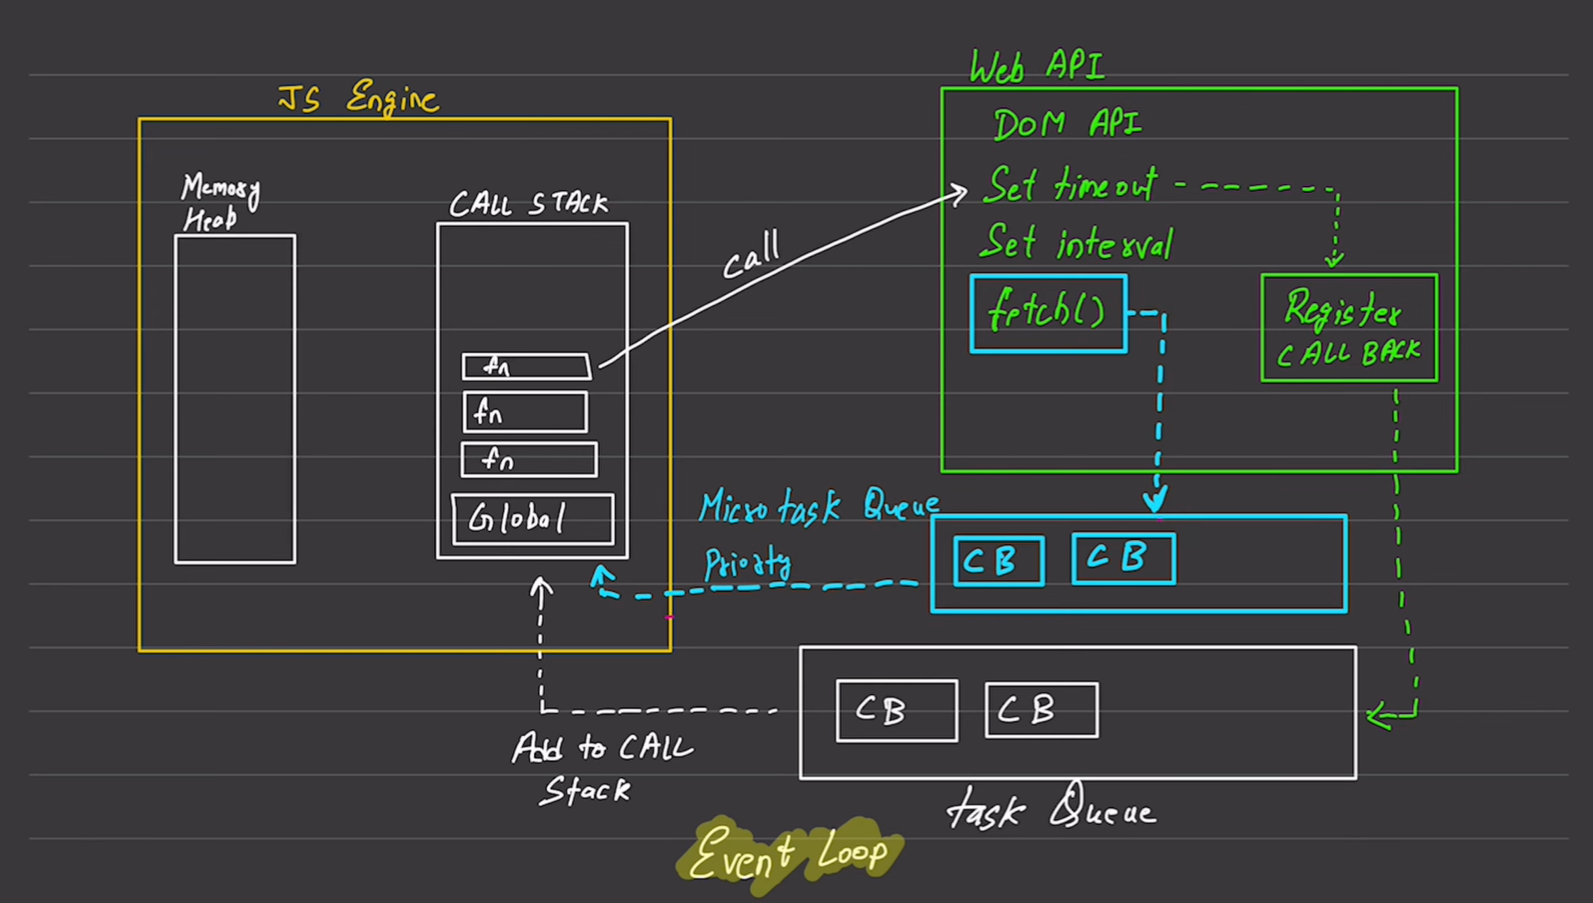 Web API
JS Engine
DOM API
Memory
Heap
CALL STACK
Set timeout
call
Set interval
fetch()
Register
CALL BACK
fn
fn
fn
Global
Micro task Queue
Priority
CB
CB
CB
CB
Add to CALL
Stack
task Queue
Event Loop